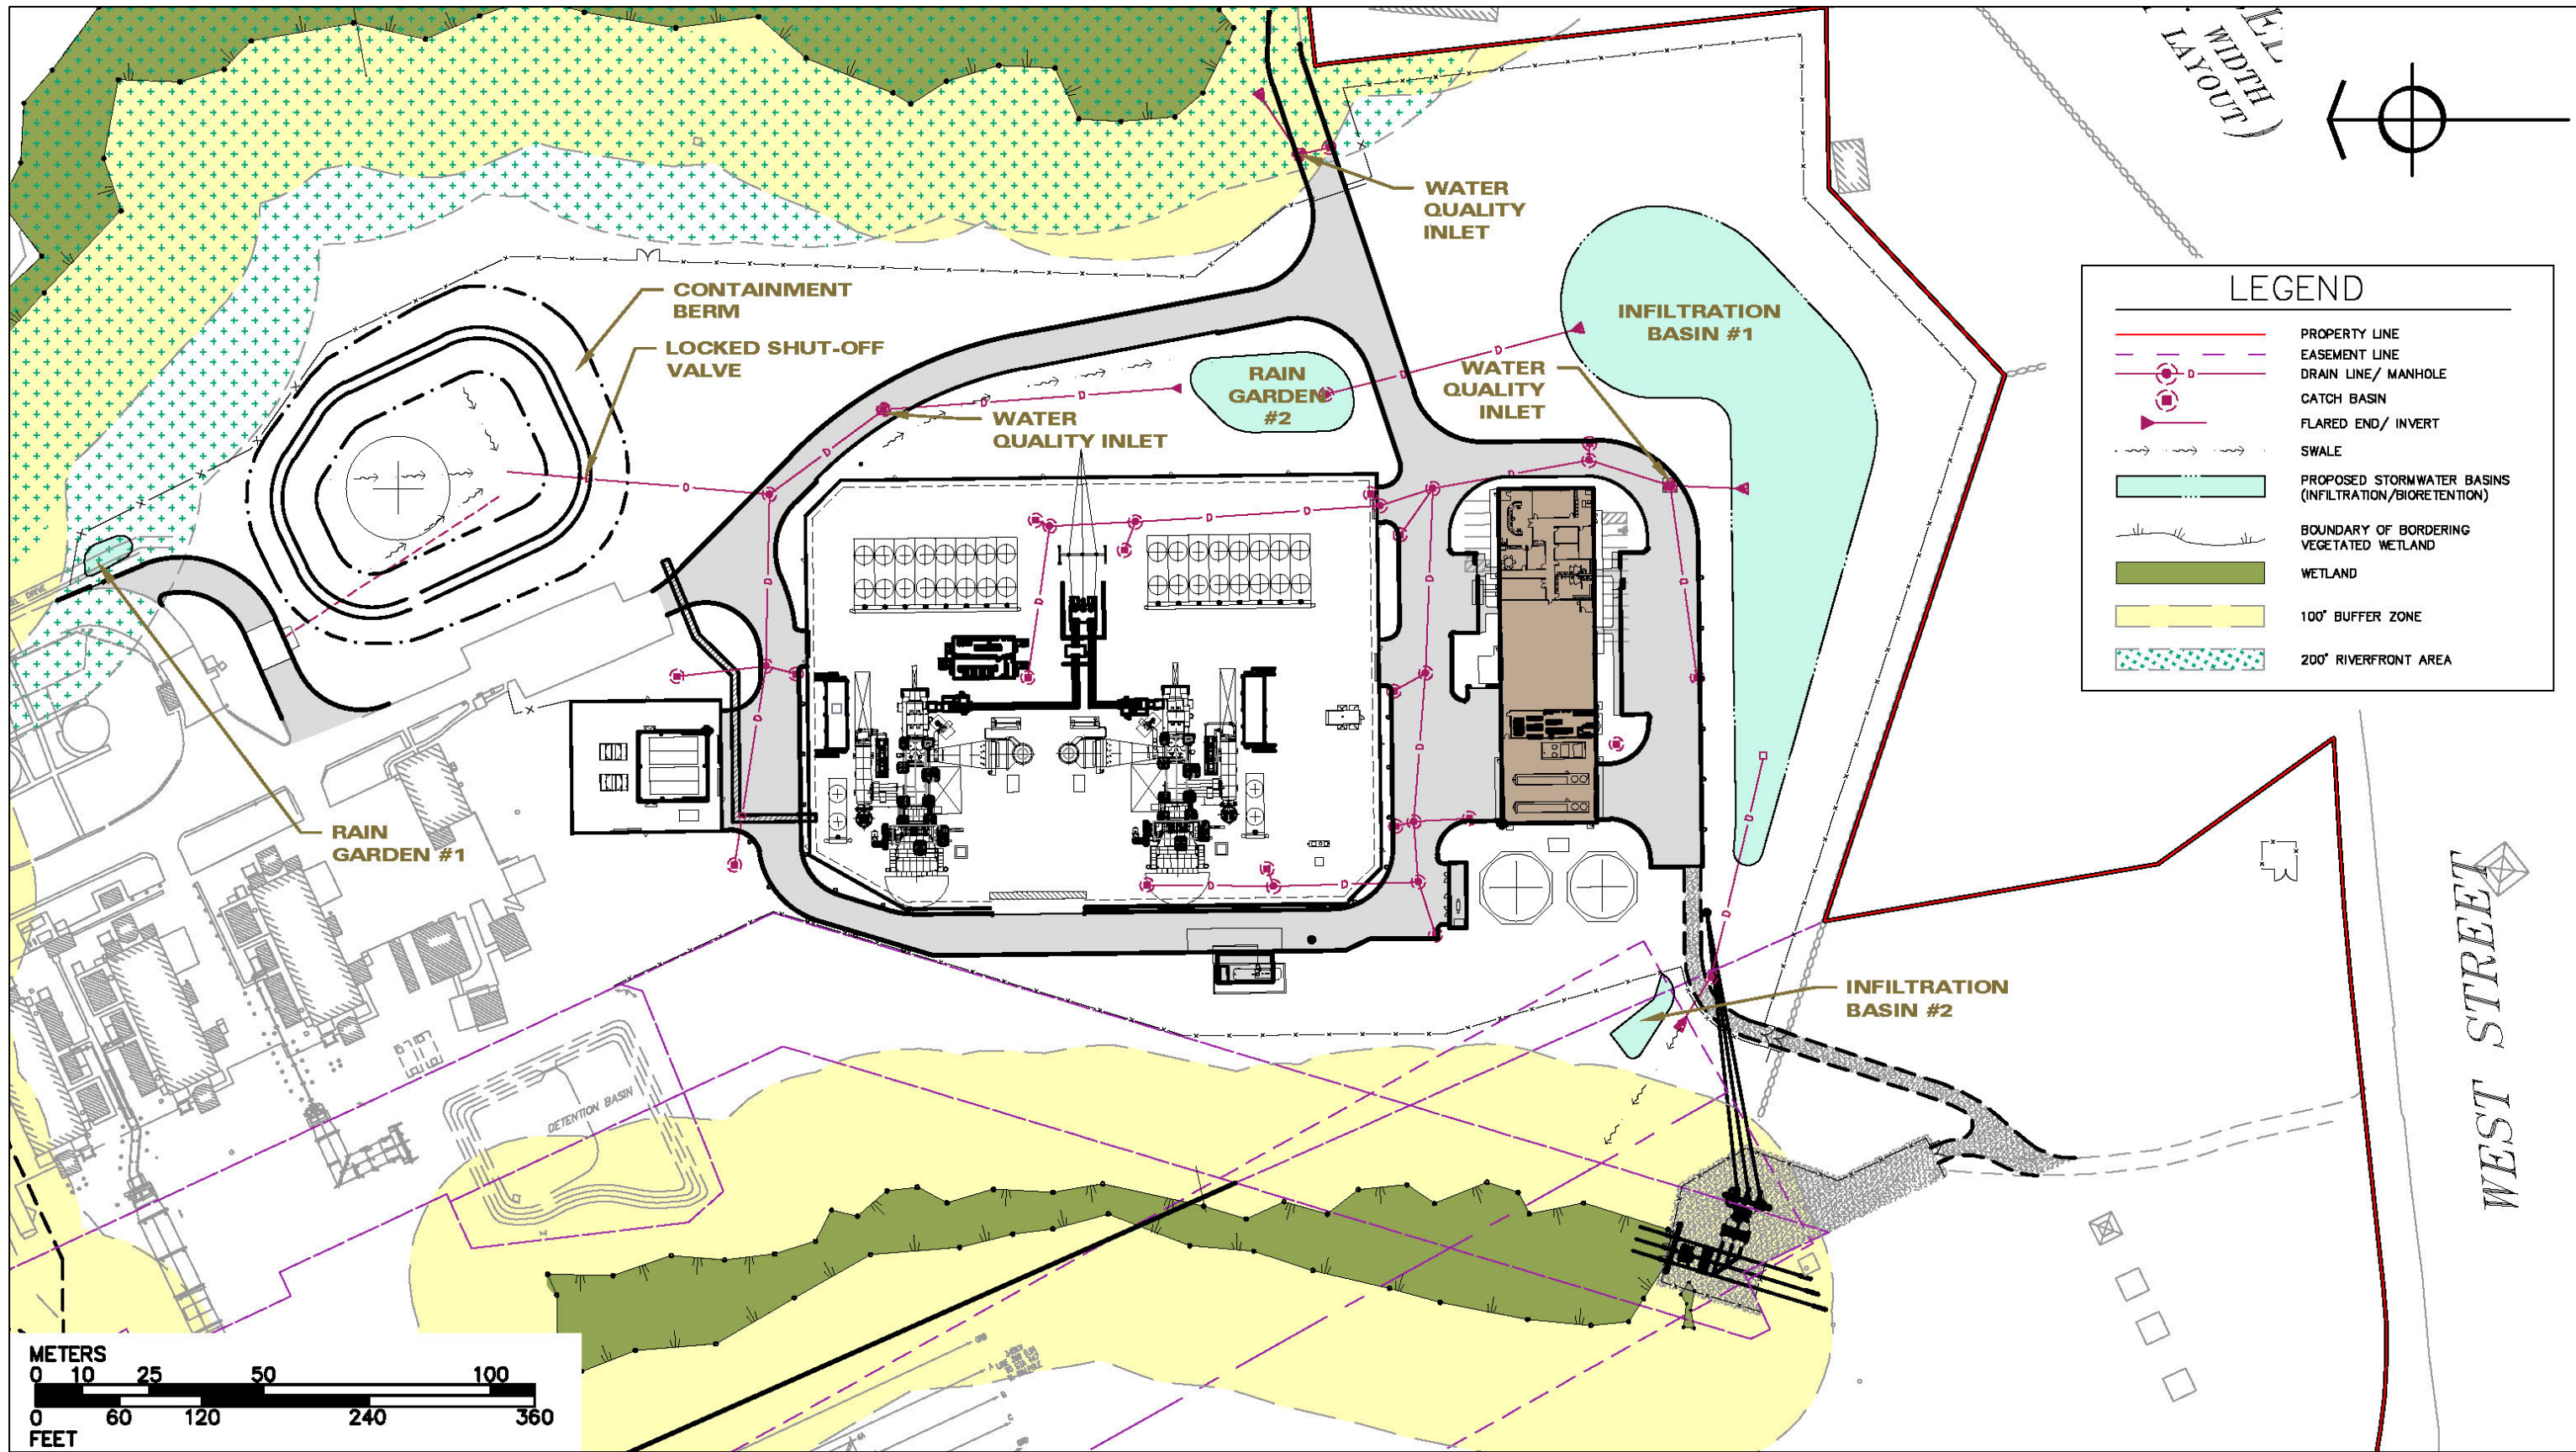 WIDTH
LAYOUT)
WATER
QUALITY
INLET
CONTAINMENT
BERM
LOCKED SHUT-OFF
VALVE
INFILTRATION
BASIN #1
RAIN
GARDEN
#2
WATER
QUALITY
INLET
WATER
QUALITY INLET
LEGEND
PROPERTY LINE
EASEMENT LINE
D
DRAIN LINE/ MANHOLE
CATCH BASIN
FLARED END/ INVERT
SWALE
PROPOSED STORMWATER BASINS
(INFILTRATION/BIORETENTION)
BOUNDARY OF BORDERING
VEGETATED WETLAND
WETLAND
100' BUFFER ZONE
200' RIVERFRONT AREA
DRIVE
RAIN
GARDEN #1
INFILTRATION
BASIN #2
DETENTION BASIN
WEST STREET
METERS
0 10 25 50 100
0 60 120 240 360
FEET